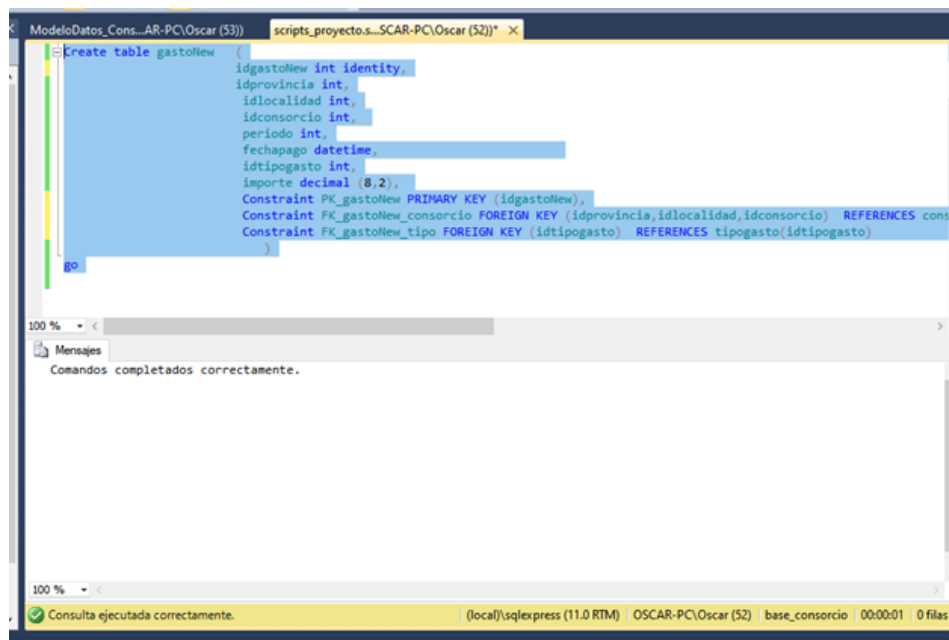 ModeloDatos_Cons...AR-PC\Oscar (53)) scripts_proyecto.s...SCAR-PC\Oscar (52))* ×
Create table gastoNew (
idgastoNew int identity,
idprovincia int,
idlocalidad int,
idconsorcio int,
periodo int,
fechapago datetime,
idtipogasto int,
importe decimal (8,2),
Constraint PK_gastoNew PRIMARY KEY (idgastoNew),
Constraint FK_gastoNew_consorcio FOREIGN KEY (idprovincia,idlocalidad,idconsorcio) REFERENCES cons
Constraint FK_gastoNew_tipo FOREIGN KEY (idtipogasto) REFERENCES tipogasto(idtipogasto)
)
go
100 %
Mensajes
Comandos completados correctamente.
100 %
Consulta ejecutada correctamente. (local)\sqlexpress (11.0 RTM) OSCAR-PC\Oscar (52) base_consorcio 00:00:01 0 filas